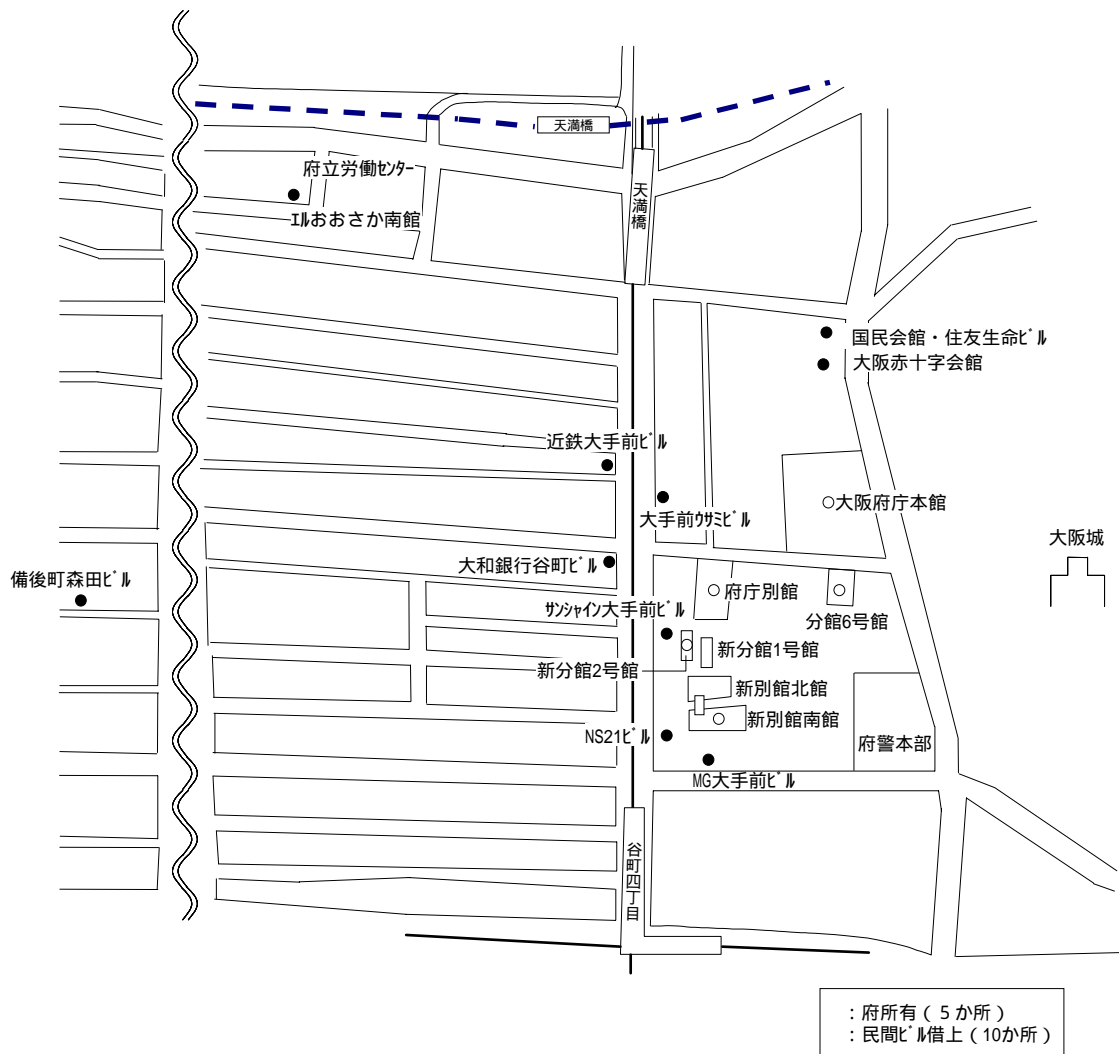 天満橋
府立労働ｾﾝﾀｰ
ｴﾙおおさか南館
天満橋
国民会館・住友生命ﾋﾞﾙ
大阪赤十字会館
近鉄大手前ﾋﾞﾙ
大手前ｳｻﾐﾋﾞﾙ
大阪府庁本館
大阪城
大和銀行谷町ﾋﾞﾙ
備後町森田ﾋﾞﾙ
府庁別館
ｻﾝｼｬｲﾝ大手前ﾋﾞﾙ
分館6号館
新分館1号館
新分館2号館
新別館北館
新別館南館
NS21ﾋﾞﾙ
府警本部
MG大手前ﾋﾞﾙ
谷町四丁目
：府所有（５か所）
：民間ﾋﾞﾙ借上（10か所）